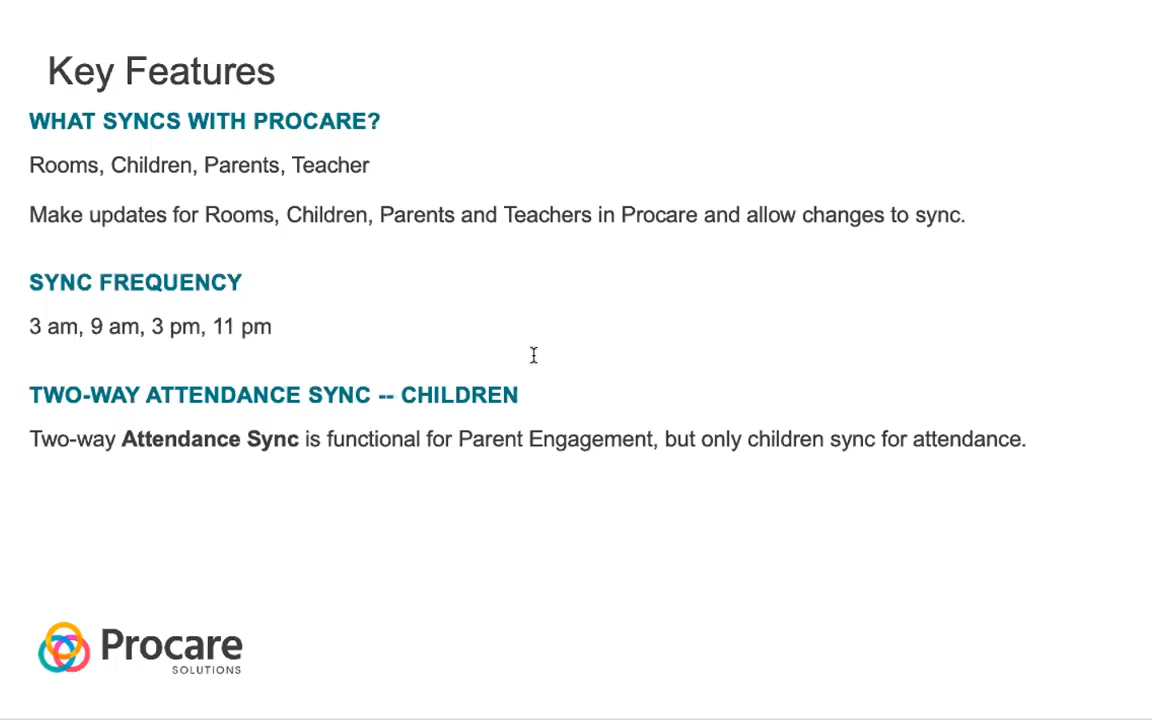 Key Features
WHAT SYNCS WITH PROCARE?
Rooms, Children, Parents, Teacher
Make updates for Rooms, Children, Parents and Teachers in Procare and allow changes to sync.
SYNC FREQUENCY
3 am, 9 am, 3 pm, 11 pm
TWO-WAY ATTENDANCE SYNC -- CHILDREN
Two-way Attendance Sync is functional for Parent Engagement, but only children sync for attendance.
Procare
SOLUTIONS